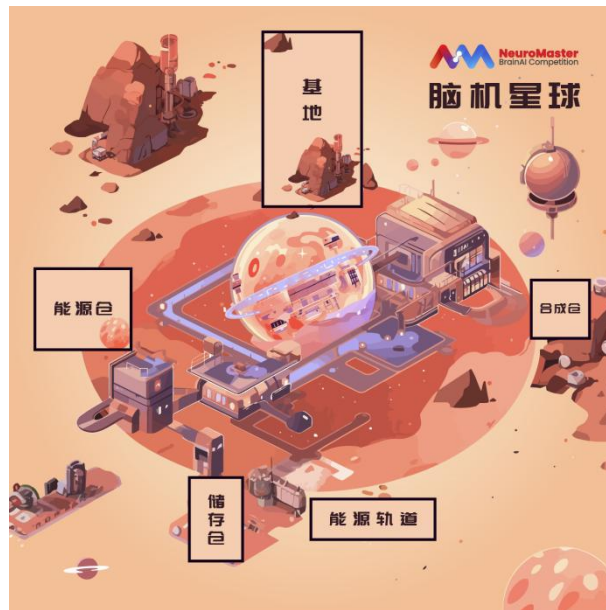 NeuroMaster
BrainAI Competition
脑机星球
基地
能源仓
合成仓
储存仓
能源轨道